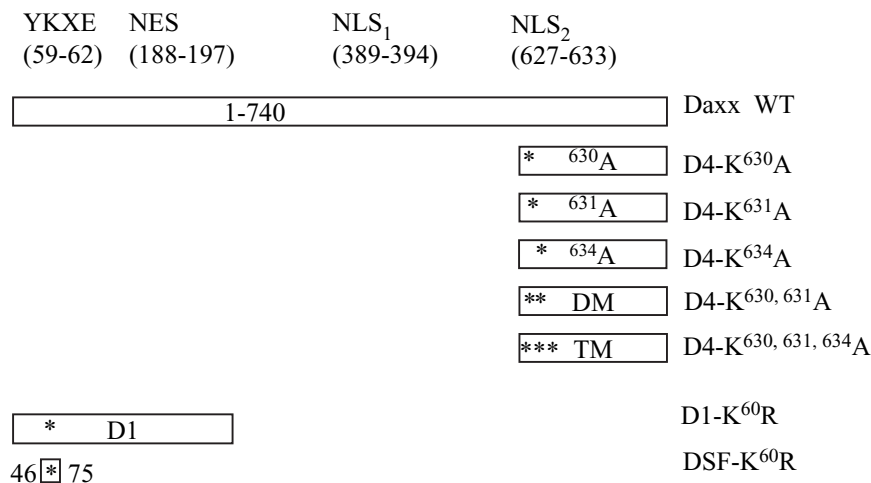 YKXE NES NLS₁ NLS₂
(59-62) (188-197) (389-394) (627-633)
1-740 Daxx WT
* ⁶³⁰A D4-K⁶³⁰A
* ⁶³¹A D4-K⁶³¹A
* ⁶³⁴A D4-K⁶³⁴A
** DM D4-K⁶³⁰, ⁶³¹A
*** TM D4-K⁶³⁰, ⁶³¹, ⁶³⁴A
* D1 D1-K⁶⁰R
46 * 75 DSF-K⁶⁰R